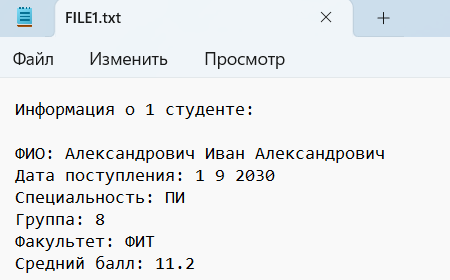 FILE1.txt
Файл Изменить Просмотр
Информация о 1 студенте:
ФИО: Александрович Иван Александрович
Дата поступления: 1 9 2030
Специальность: ПИ
Группа: 8
Факультет: ФИТ
Средний балл: 11.2